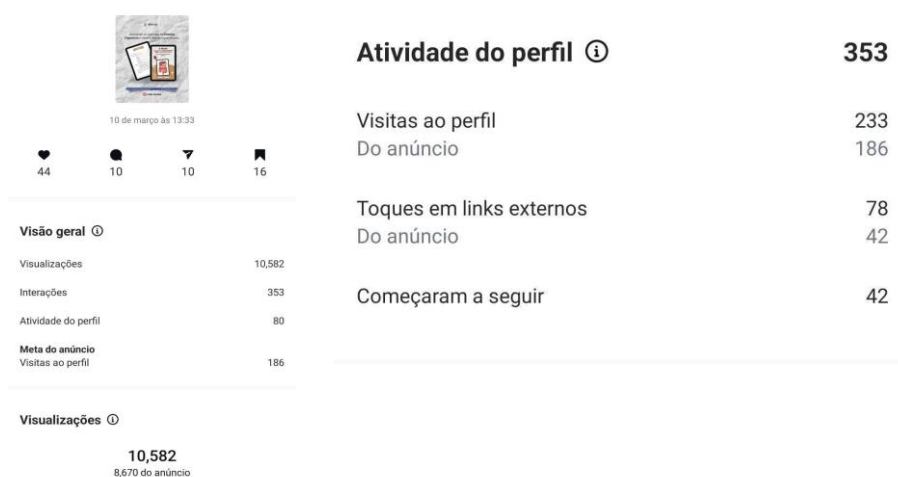 10 de março às 13:33
44 10 10 16
Visão geral
Visualizações 10,582
Interações 353
Atividade do perfil 80
Meta do anúncio
Visitas ao perfil 186
Visualizações
10,582
8,670 do anúncio
Atividade do perfil 353
Visitas ao perfil 233
Do anúncio 186
Toques em links externos 78
Do anúncio 42
Começaram a seguir 42